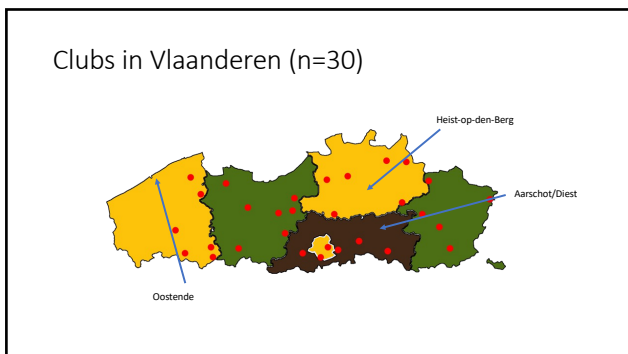 Clubs in Vlaanderen (n=30)
Heist-op-den-Berg
Aarschot/Diest
Oostende